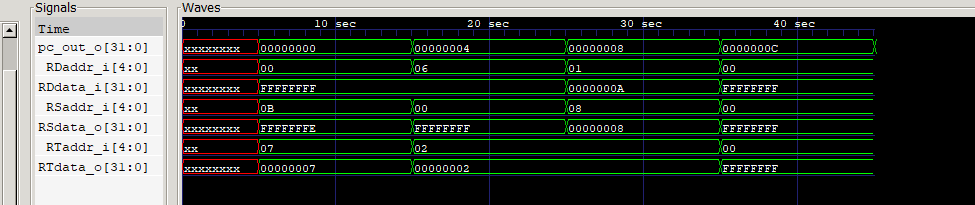 Signals
Waves
Time
10 sec 20 sec 30 sec 40 sec
pc_out_o[31:0] xxxxxxxx 00000000 00000004 00000008 0000000C
RDaddr_i[4:0] xx 00 06 01 00
RDdata_i[31:0] xxxxxxxx FFFFFFFF 0000000A FFFFFFFF
RSaddr_i[4:0] xx 0B 00 08 00
RSdata_o[31:0] xxxxxxxx FFFFFFFE FFFFFFFF 00000008 FFFFFFFF
RTaddr_i[4:0] xx 07 02 00
RTdata_o[31:0] xxxxxxxx 00000007 00000002 FFFFFFFF